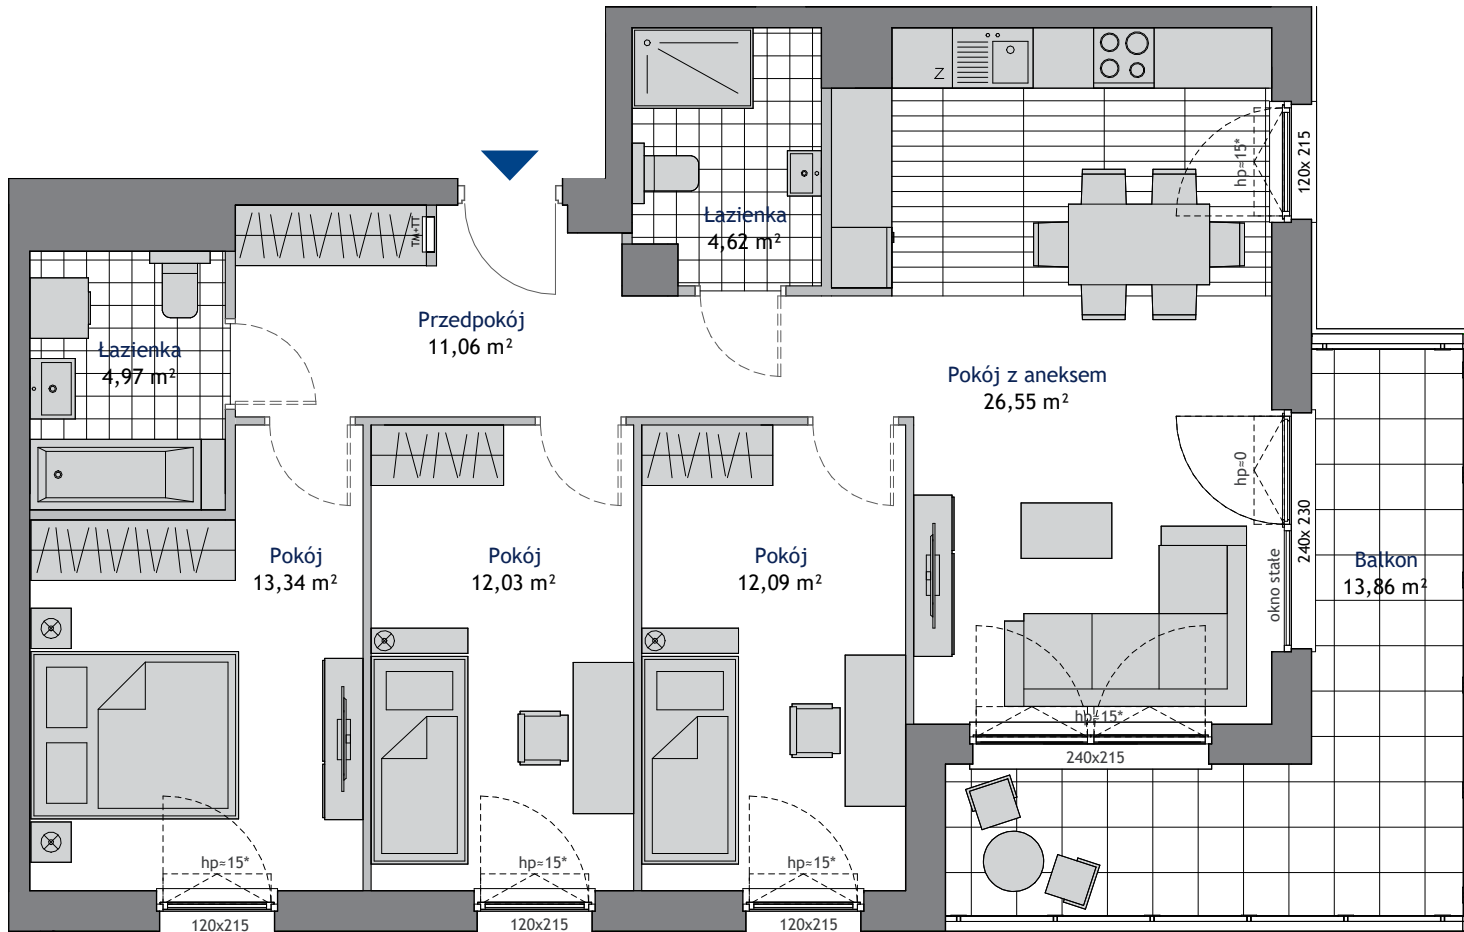 Z
120x 215
hp≈15*
TM+TT
Łazienka
4,62 m²
Przedpokój
11,06 m²
Łazienka
4,97 m²
Pokój z aneksem
26,55 m²
hp≈0
240x 230
okno stałe
Pokój
13,34 m²
Pokój
12,03 m²
Pokój
12,09 m²
Balkon
13,86 m²
hp≈15*
240x215
hp≈15*
hp≈15*
hp≈15*
120x215
120x215
120x215